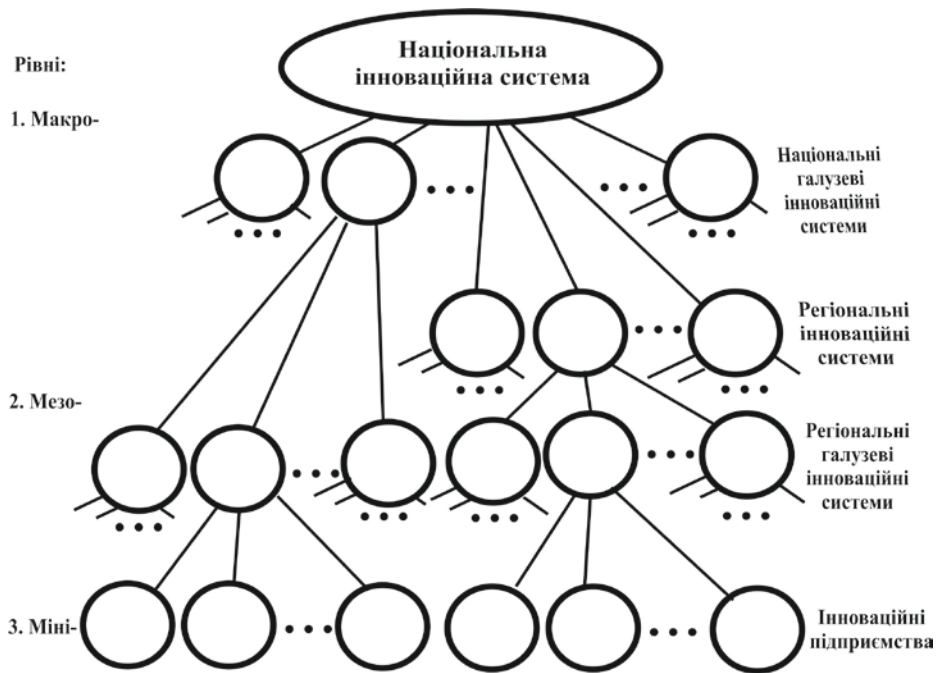 Національна
інноваційна система
Рівні:
1. Макро-
Національні
галузеві
інноваційні
системи
Регіональні
інноваційні
системи
2. Мезо-
Регіональні
галузеві
інноваційні
системи
3. Міні-
Інноваційні
підприємства